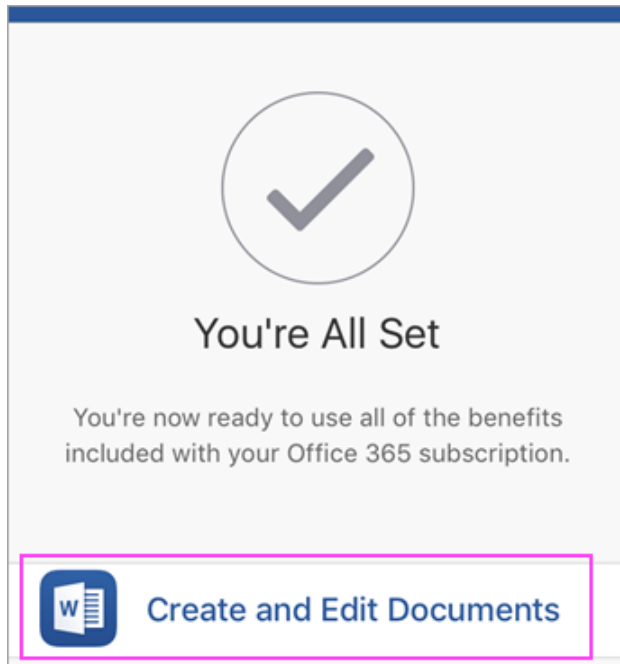 You're All Set
You're now ready to use all of the benefits
included with your Office 365 subscription.
W
Create and Edit Documents